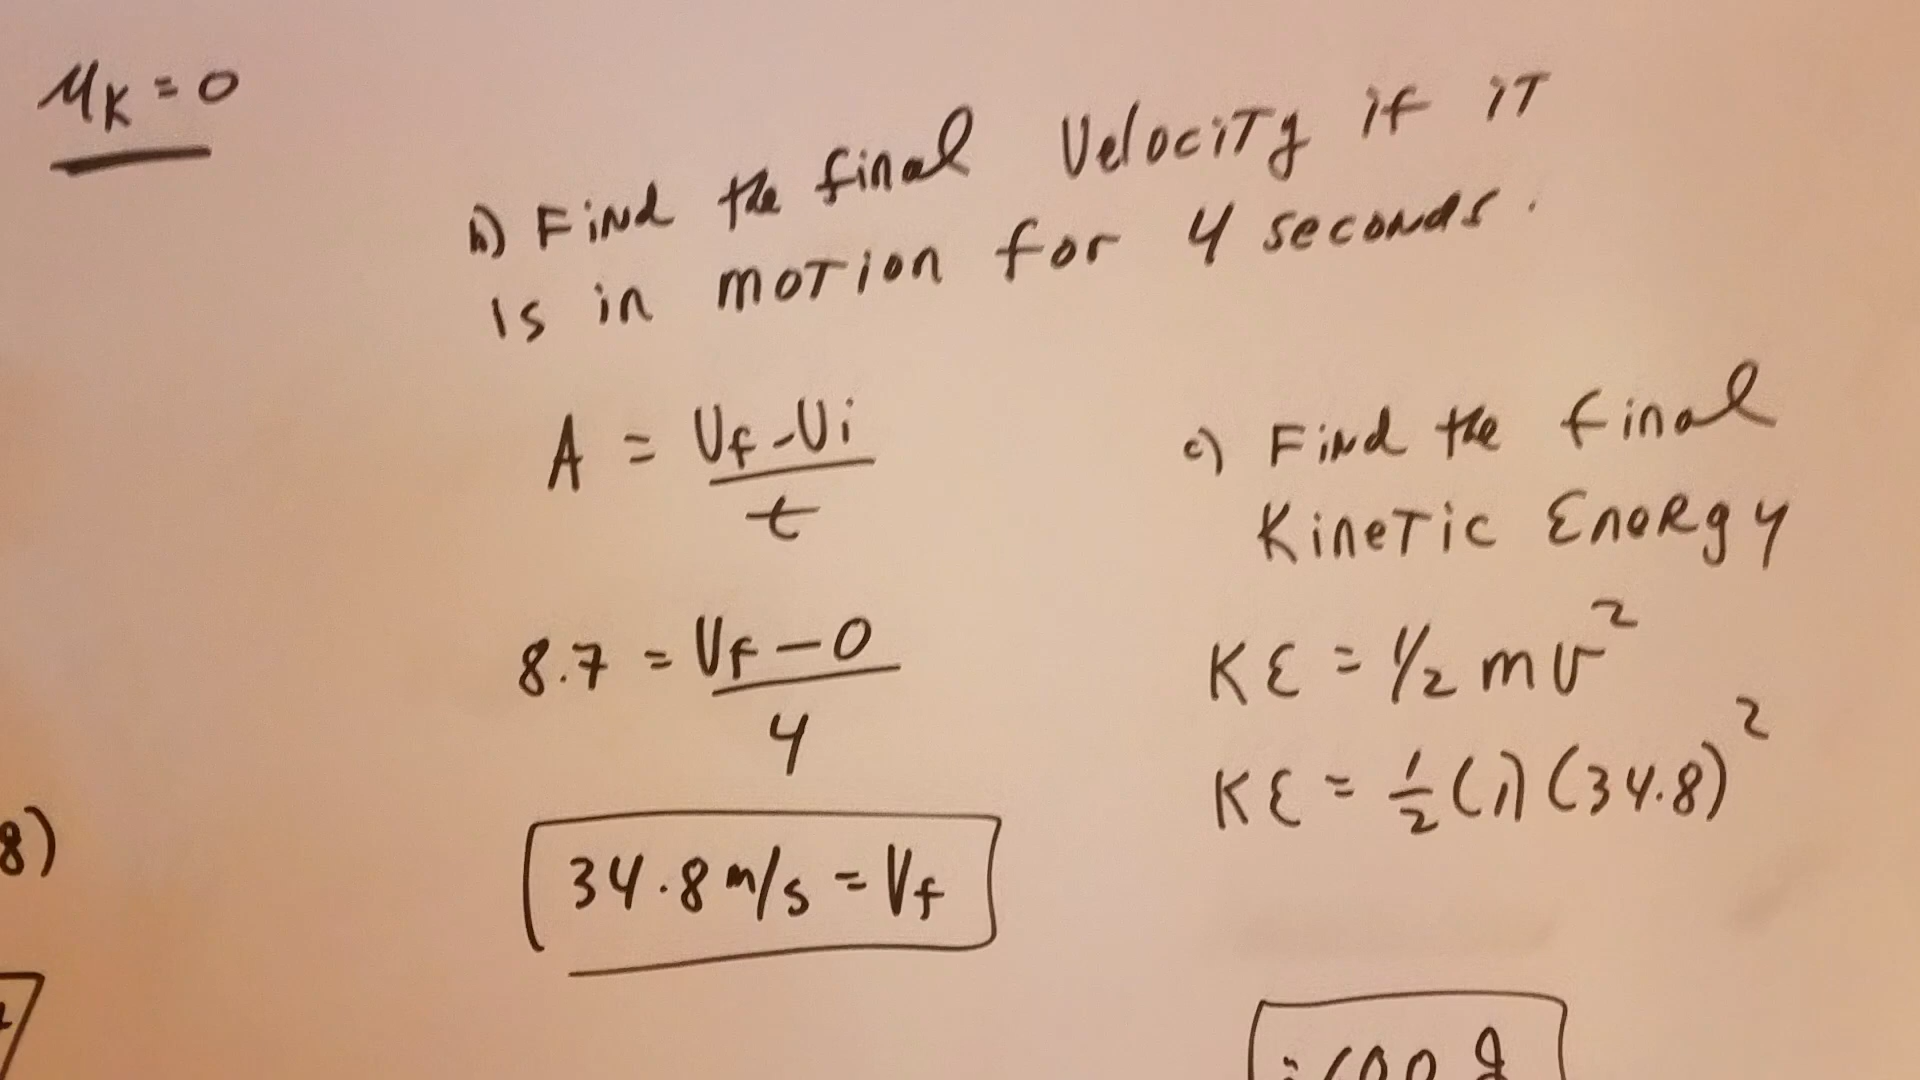 μK = 0
b) Find the final Velocity if it
is in motion for 4 seconds.
A = Vf - Vi / t
8.7 = Vf - 0 / 4
34.8 m/s = Vf
c) Find the final
Kinetic Energy
KE = 1/2 mv²
KE = 1/2 (1) (34.8)²
8)